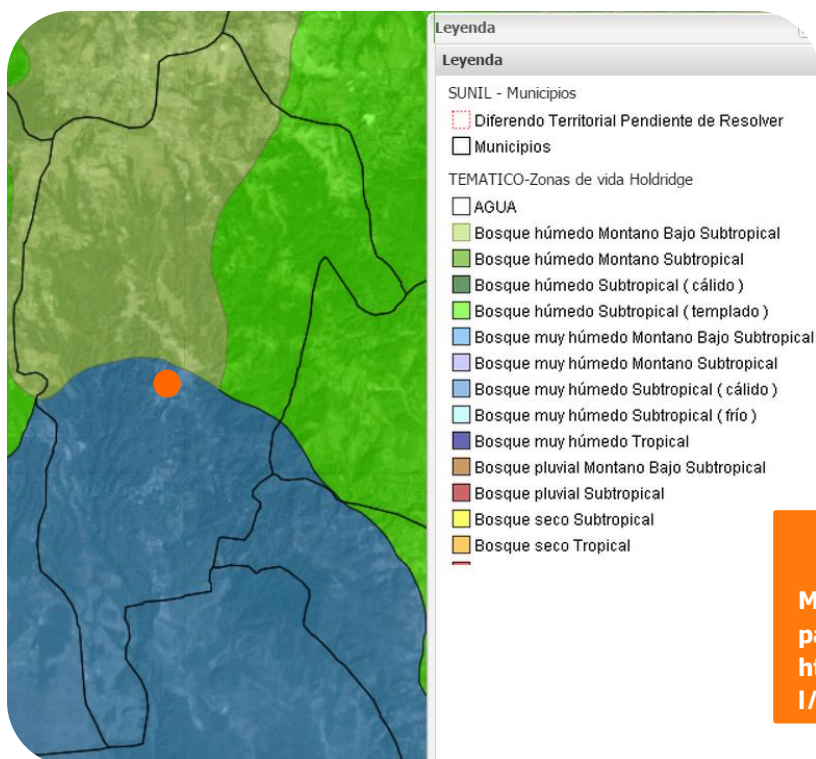 Leyenda
Leyenda
SUNIL - Municipios
Diferendo Territorial Pendiente de Resolver
Municipios
TEMATICO-Zonas de vida Holdridge
AGUA
Bosque húmedo Montano Bajo Subtropical
Bosque húmedo Montano Subtropical
Bosque húmedo Subtropical ( cálido )
Bosque húmedo Subtropical ( templado )
Bosque muy húmedo Montano Bajo Subtropical
Bosque muy húmedo Montano Subtropical
Bosque muy húmedo Subtropical ( cálido )
Bosque muy húmedo Subtropical ( frío )
Bosque muy húmedo Tropical
Bosque pluvial Montano Bajo Subtropical
Bosque pluvial Subtropical
Bosque seco Subtropical
Bosque seco Tropical